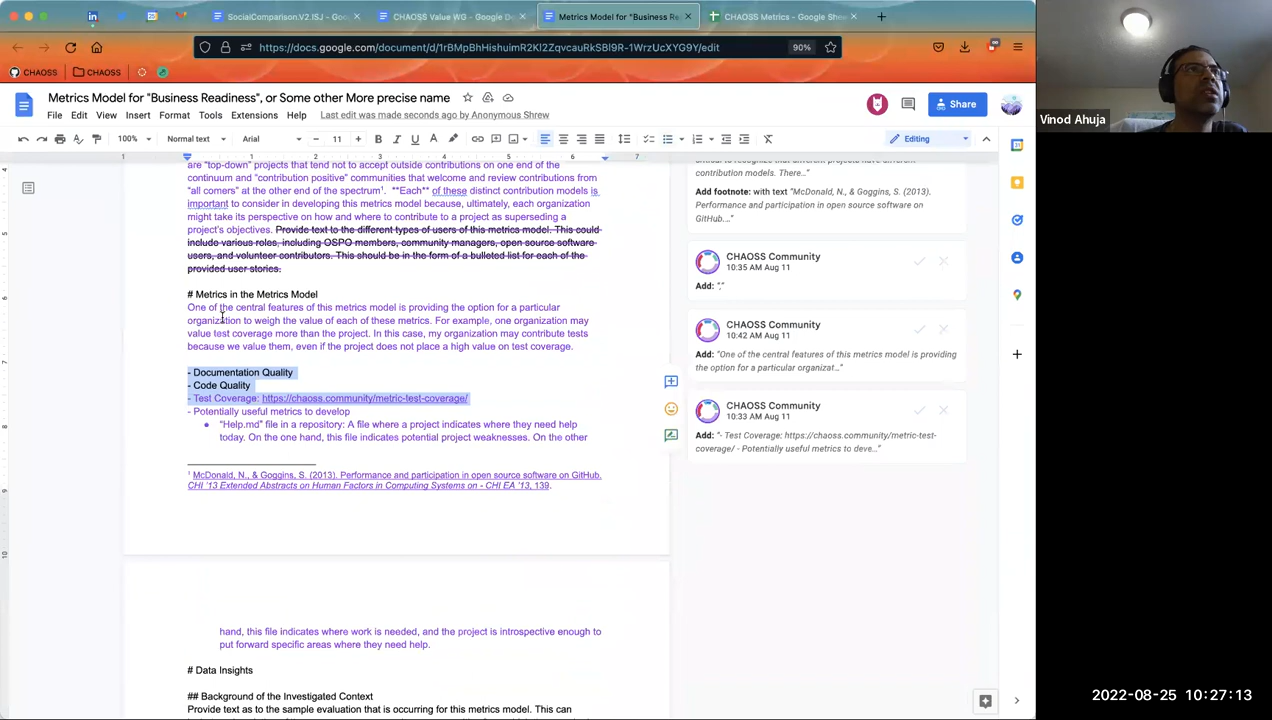 SocialComparison.V2.ISJ - Goo
CHAOSS Value WG - Google D
Metrics Model for "Business Re
CHAOSS Metrics - Google She
https://docs.google.com/document/d/1rBMpBhHishuimR2Kl2ZqvcauRkSBl9R-1WrzUcXYG9Y/edit
90%
CHAOSS
CHAOSS
Metrics Model for "Business Readiness", or Some other More precise name
File Edit View Insert Format Tools Extensions Help Last edit was made seconds ago by Anonymous Shrew
Share
Vinod Ahuja
100% Normal text Arial 11 Editing
1 1 2 3 4 5 6 7
are "top-down" projects that tend not to accept outside contributions on one end of the
continuum and "contribution positive" communities that welcome and review contributions from
"all comers" at the other end of the spectrum¹. **Each** of these distinct contribution models is
important to consider in developing this metrics model because, ultimately, each organization
might take its perspective on how and where to contribute to a project as superseding a
project's objectives. Provide text to the different types of users of this metrics model. This could
include various roles, including OSPO members, community managers, open source software
users, and volunteer contributors. This should be in the form of a bulleted list for each of the
provided user stories.
# Metrics in the Metrics Model
One of the central features of this metrics model is providing the option for a particular
organization to weigh the value of each of these metrics. For example, one organization may
value test coverage more than the project. In this case, my organization may contribute tests
because we value them, even if the project does not place a high value on test coverage.
- Documentation Quality
- Code Quality
- Test Coverage: https://chaoss.community/metric-test-coverage/
- Potentially useful metrics to develop
● "Help.md" file in a repository: A file where a project indicates where they need help
today. On the one hand, this file indicates potential project weaknesses. On the other
¹ McDonald, N., & Goggins, S. (2013). Performance and participation in open source software on GitHub.
CHI '13 Extended Abstracts on Human Factors in Computing Systems on - CHI EA '13, 139.
hand, this file indicates where work is needed, and the project is introspective enough to
put forward specific areas where they need help.
# Data Insights
## Background of the Investigated Context
Provide text as to the sample evaluation that is occurring for this metrics model. This can
critical to recognize that different projects have different
contribution models. There…"
Add footnote: with text "McDonald, N., & Goggins, S. (2013).
Performance and participation in open source software on
GitHub.…"
CHAOSS Community
10:35 AM Aug 11
Add: ","
CHAOSS Community
10:42 AM Aug 11
Add: "One of the central features of this metrics model is providing
the option for a particular organizat…"
CHAOSS Community
10:33 AM Aug 11
Add: "- Test Coverage: https://chaoss.community/metric-test-
coverage/ - Potentially useful metrics to deve…"
4
5
6
7
8
9
10
2022-08-25 10:27:13